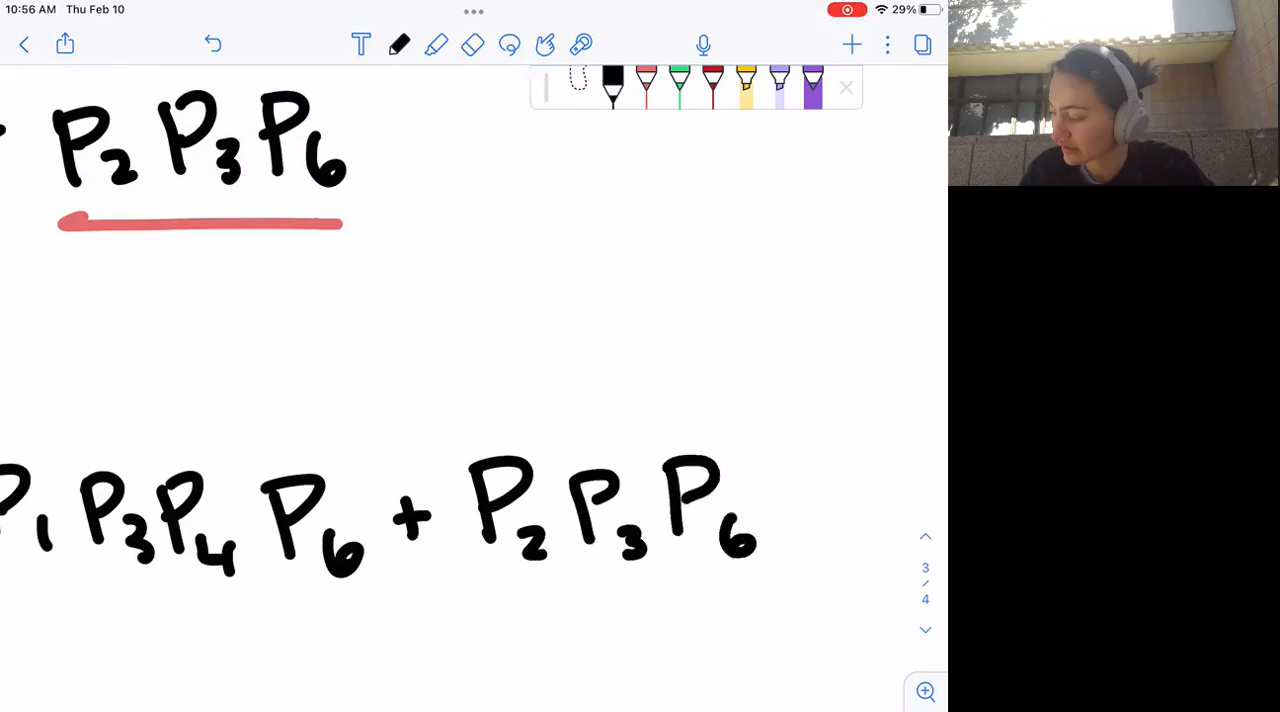 10:56 AM Thu Feb 10
29%
P₂ P₃ P₆
P₁ P₃ P₄ P₆ + P₂ P₃ P₆
3
/
4